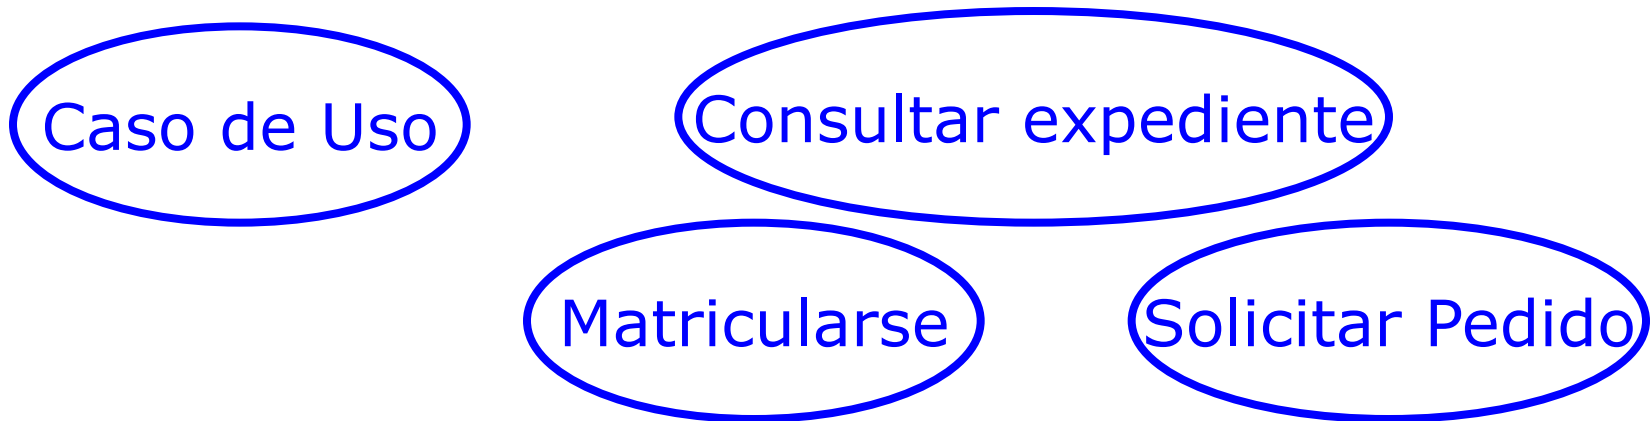 Caso de Uso
Consultar expediente
Matricularse
Solicitar Pedido